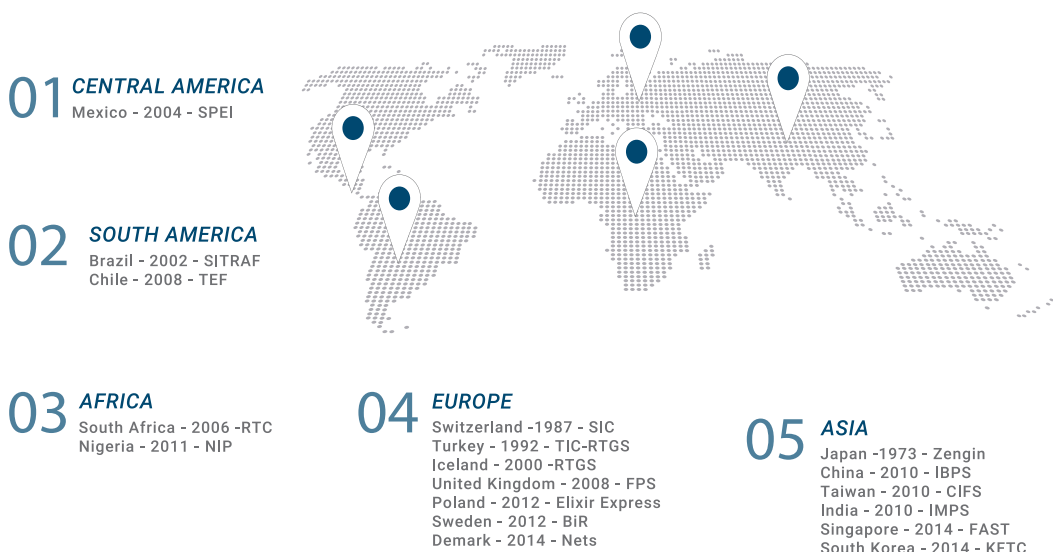 01 CENTRAL AMERICA
Mexico - 2004 - SPEI
02 SOUTH AMERICA
Brazil - 2002 - SITRAF
Chile - 2008 - TEF
03 AFRICA
South Africa - 2006 -RTC
Nigeria - 2011 - NIP
04 EUROPE
Switzerland -1987 - SIC
Turkey - 1992 - TIC-RTGS
Iceland - 2000 -RTGS
United Kingdom - 2008 - FPS
Poland - 2012 - Elixir Express
Sweden - 2012 - BiR
Demark - 2014 - Nets
05 ASIA
Japan -1973 - Zengin
China - 2010 - IBPS
Taiwan - 2010 - CIFS
India - 2010 - IMPS
Singapore - 2014 - FAST
South Korea - 2014 - KFTC